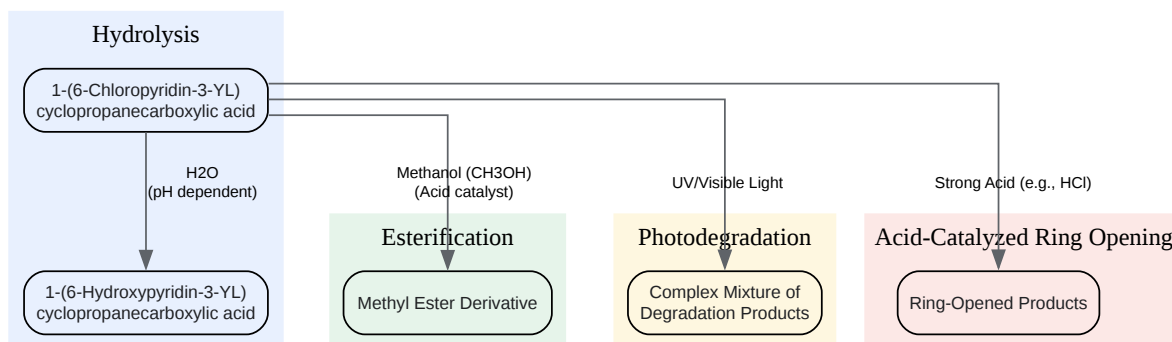 Hydrolysis
1-(6-Chloropyridin-3-YL)
cyclopropanecarboxylic acid
H2O
(pH dependent)
Methanol (CH3OH)
(Acid catalyst)
UV/Visible Light
Strong Acid (e.g., HCl)
Esterification
Photodegradation
Acid-Catalyzed Ring Opening
1-(6-Hydroxypyridin-3-YL)
cyclopropanecarboxylic acid
Methyl Ester Derivative
Complex Mixture of
Degradation Products
Ring-Opened Products